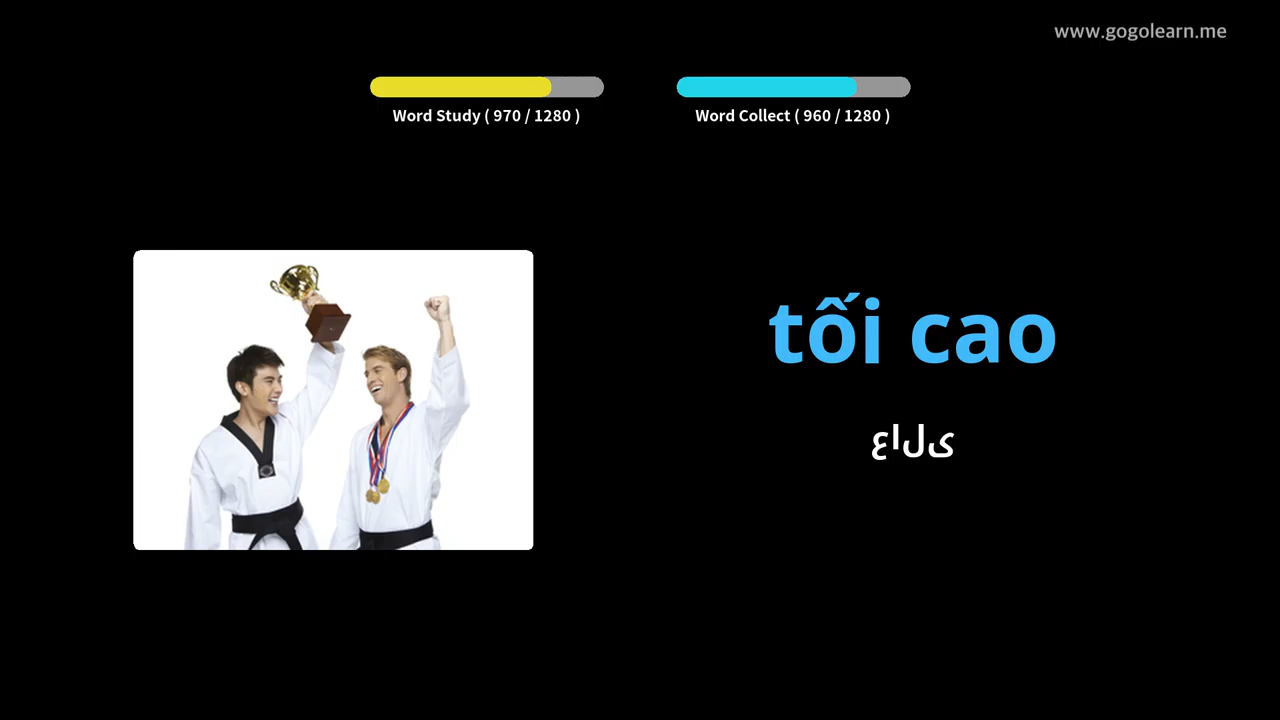 www.gogolearn.me
Word Study ( 970 / 1280 )
Word Collect ( 960 / 1280 )
tối cao
عالی